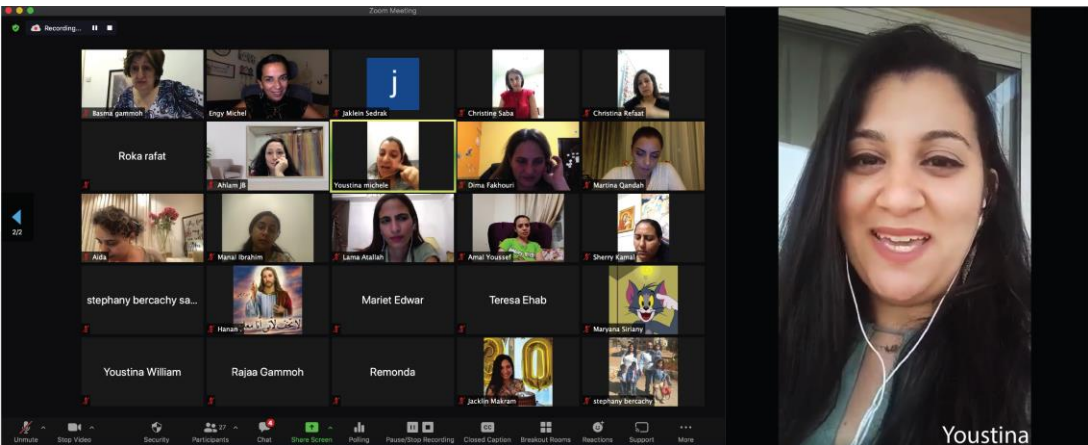 Zoom Meeting
Recording...
Basma gammoh
Engy Michel
j
Jaklein Sedrak
Christine Saba
Christina Refaat
Roka rafat
Ahlam JB
Youstina michele
Dima Fakhouri
Martina Qandah
2/2
Aida
Manal Ibrahim
Lama Atallah
Amal Youssef
Sherry Kamal
stephany bercachy sa...
Hanan
Mariet Edwar
Teresa Ehab
Maryana Siriany
Youstina William
Rajaa Gammoh
Remonda
30
Jacklin Makram
stephany bercachy
Unmute
Stop Video
Security
27
Participants
4
Chat
Share Screen
Polling
Pause/Stop Recording
CC
Closed Caption
Breakout Rooms
Reactions
Support
More
Youstina